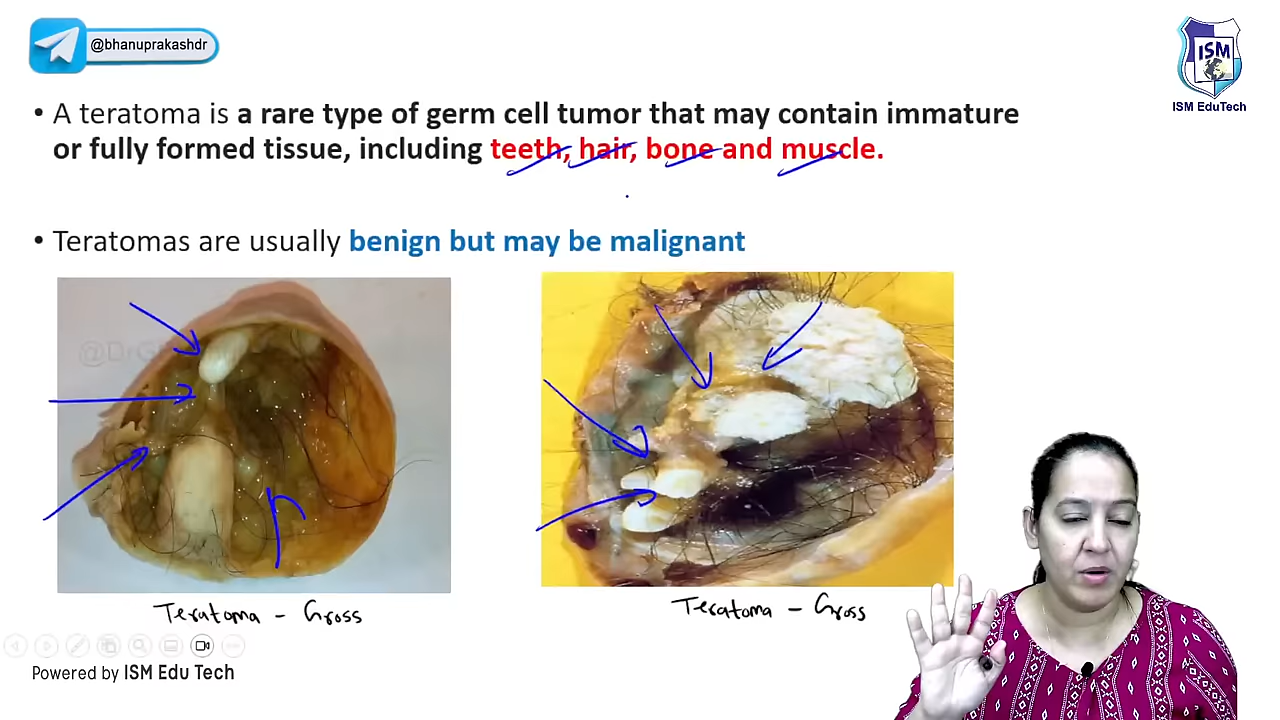 @bhanuprakashdr
ISM
ISM EduTech
• A teratoma is a rare type of germ cell tumor that may contain immature
or fully formed tissue, including teeth, hair, bone and muscle.
• Teratomas are usually benign but may be malignant
Teratoma - Gross
Teratoma - Gross
Powered by ISM Edu Tech